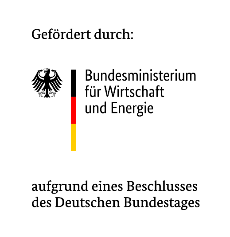 Gefördert durch:
Bundesministerium
für Wirtschaft
und Energie
aufgrund eines Beschlusses
des Deutschen Bundestages